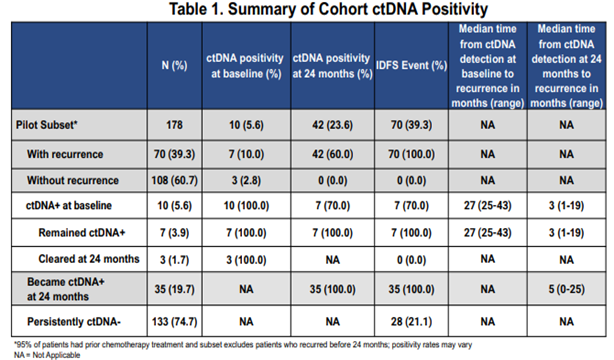 Table 1. Summary of Cohort ctDNA Positivity
N (%) ctDNA positivity at baseline (%) ctDNA positivity at 24 months (%) IDFS Event (%) Median time from ctDNA detection at baseline to recurrence in months (range) Median time from ctDNA detection at 24 months to recurrence in months (range)
Pilot Subset* 178 10 (5.6) 42 (23.6) 70 (39.3) NA NA
With recurrence 70 (39.3) 7 (10.0) 42 (60.0) 70 (100.0) NA NA
Without recurrence 108 (60.7) 3 (2.8) 0 (0.0) 0 (0.0) NA NA
ctDNA+ at baseline 10 (5.6) 10 (100.0) 7 (70.0) 7 (70.0) 27 (25-43) 3 (1-19)
Remained ctDNA+ 7 (3.9) 7 (100.0) 7 (100.0) 7 (100.0) 27 (25-43) 3 (1-19)
Cleared at 24 months 3 (1.7) 3 (100.0) NA 0 (0.0) NA NA
Became ctDNA+ at 24 months 35 (19.7) NA 35 (100.0) 35 (100.0) NA 5 (0-25)
Persistently ctDNA- 133 (74.7) NA NA 28 (21.1) NA NA
*95% of patients had prior chemotherapy treatment and subset excludes patients who recurred before 24 months; positivity rates may vary
NA = Not Applicable